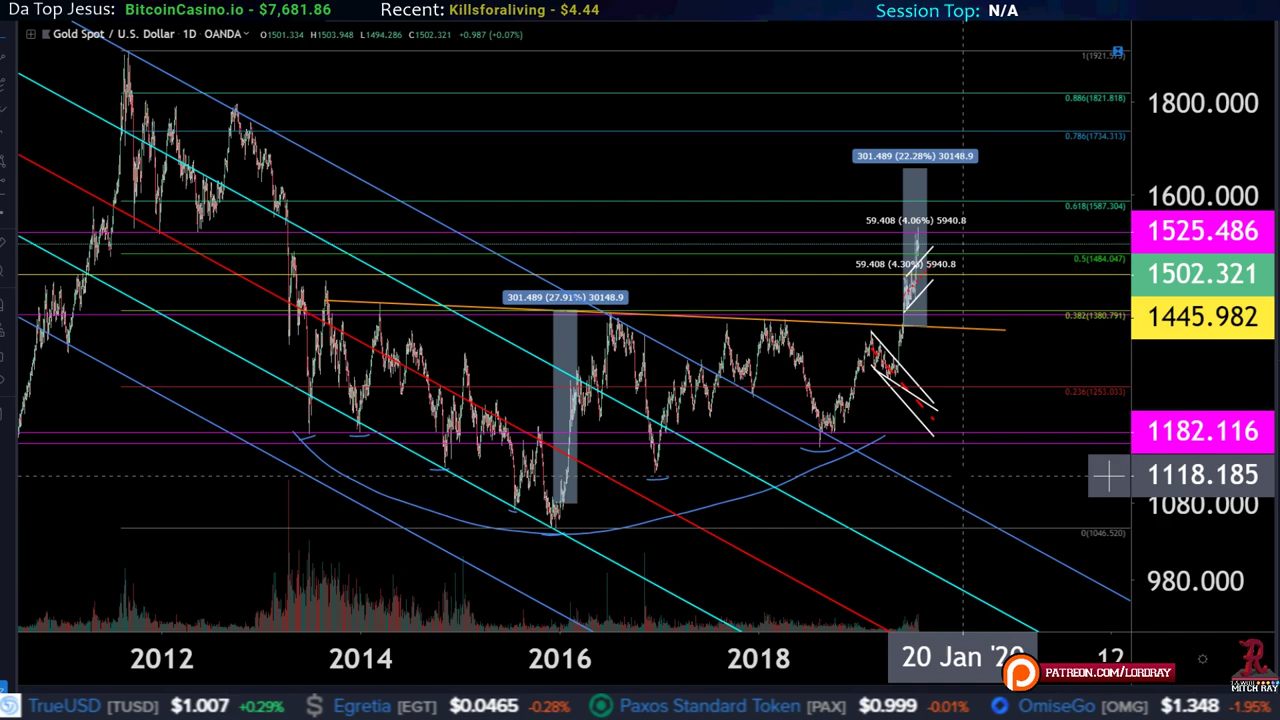 Da Top Jesus: BitcoinCasino.io - $7,681.86 Recent: Killsforaliving - $4.44 Session Top: N/A
Gold Spot / U.S. Dollar · 1D · OANDA O1501.334 H1503.948 L1494.286 C1502.321 +0.987 (+0.07%)
0.886(1821.818)
1800.000
0.786(1734.313)
301.489 (22.28%) 30148.9
1600.000
0.618(1587.304)
59.408 (4.06%) 5940.8
1525.486
0.5(1484.047)
59.408 (4.30%) 5940.8
1502.321
301.489 (27.91%) 30148.9
0.382(1380.791)
1445.982
0.236(1253.033)
1182.116
1118.185
1080.000
0(1046.520)
980.000
2012 2014 2016 2018 20 Jan '20 12
PATREON.COM/LORDRAY
MITCH RAY
TrueUSD [TUSD] $1.007 +0.29% Egretia [EGT] $0.0465 -0.28% Paxos Standard Token [PAX] $0.999 -0.01% OmiseGo [OMG] $1.348 -1.95%